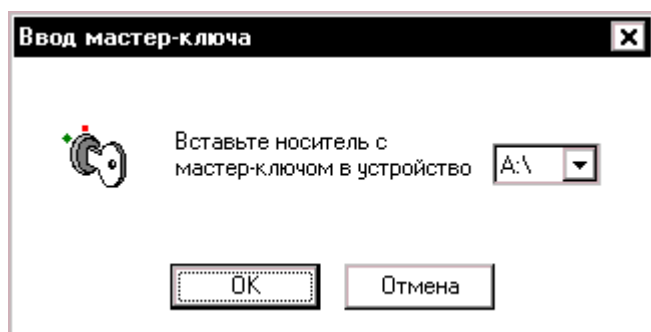 Ввод мастер-ключа
Вставьте носитель с
мастер-ключом в устройство
A:\
OK
Отмена